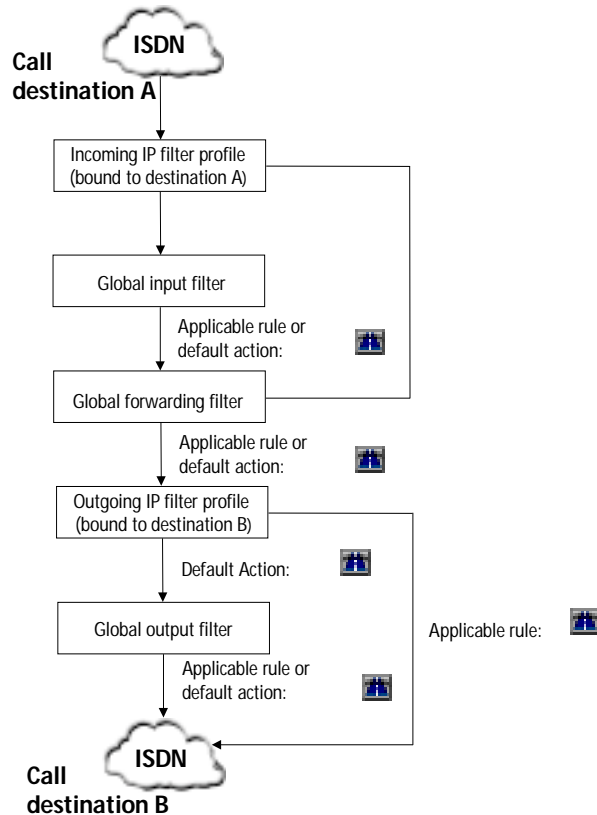 ISDN
Call
destination A
Incoming IP filter profile
(bound to destination A)
Global input filter
Applicable rule or
default action:
Global forwarding filter
Applicable rule or
default action:
Outgoing IP filter profile
(bound to destination B)
Default Action:
Global output filter
Applicable rule:
Applicable rule or
default action:
ISDN
Call
destination B